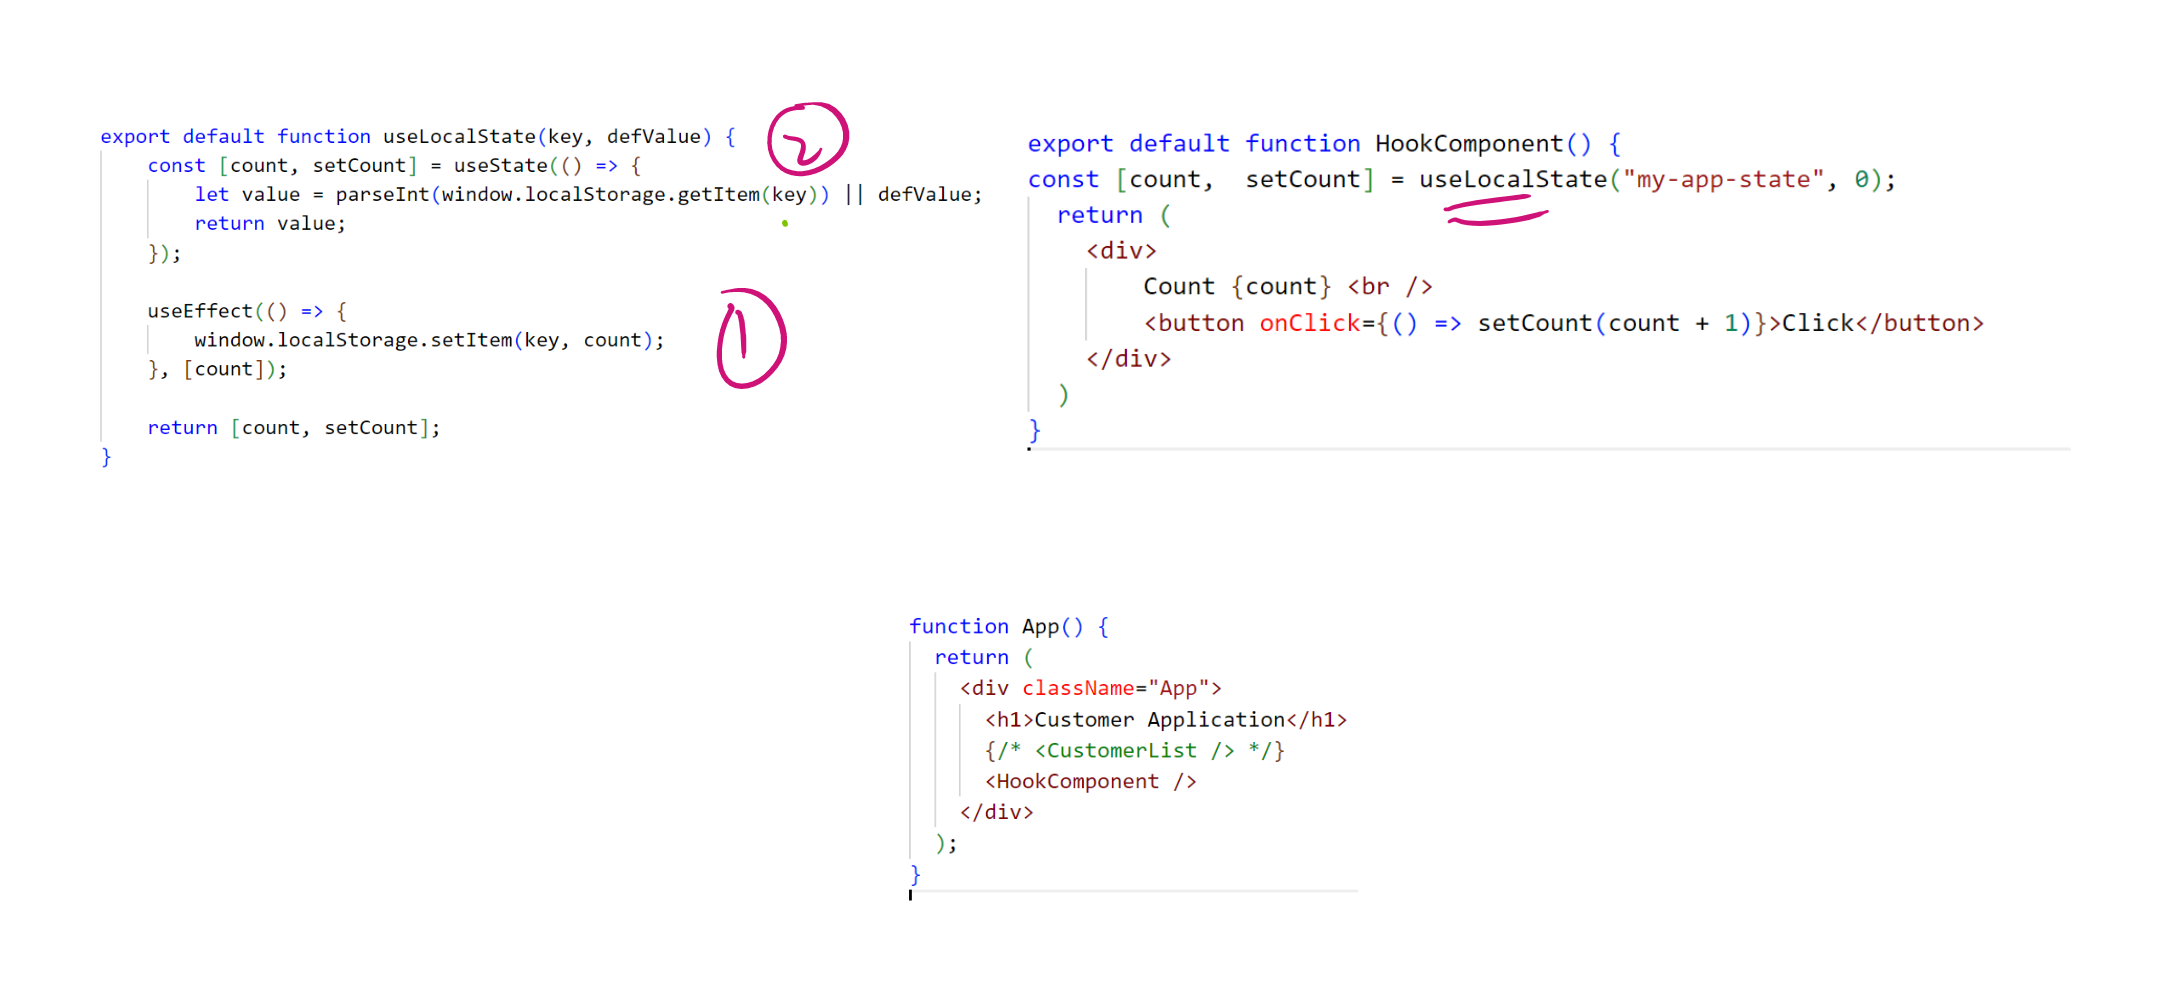 export default function useLocalState(key, defValue) {
const [count, setCount] = useState(() => {
let value = parseInt(window.localStorage.getItem(key)) || defValue;
return value;
});
useEffect(() => {
window.localStorage.setItem(key, count);
}, [count]);
return [count, setCount];
}
2
1
export default function HookComponent() {
const [count,  setCount] = useLocalState("my-app-state", 0);
return (
<div>
Count {count} <br />
<button onClick={() => setCount(count + 1)}>Click</button>
</div>
)
}
function App() {
return (
<div className="App">
<h1>Customer Application</h1>
{/* <CustomerList /> */}
<HookComponent />
</div>
);
}